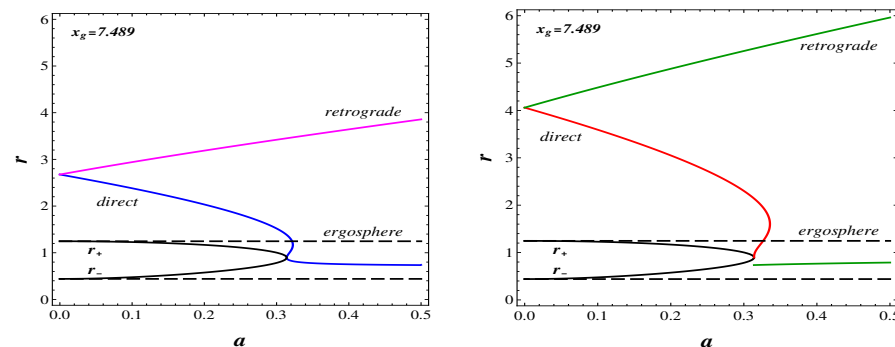 x_g=7.489
retrograde
direct
ergosphere
r_+
r_-
r
6
5
4
3
2
1
0
0.0 0.1 0.2 0.3 0.4 0.5
a
x_g=7.489
retrograde
direct
ergosphere
r_+
r_-
r
6
5
4
3
2
1
0
0.0 0.1 0.2 0.3 0.4 0.5
a